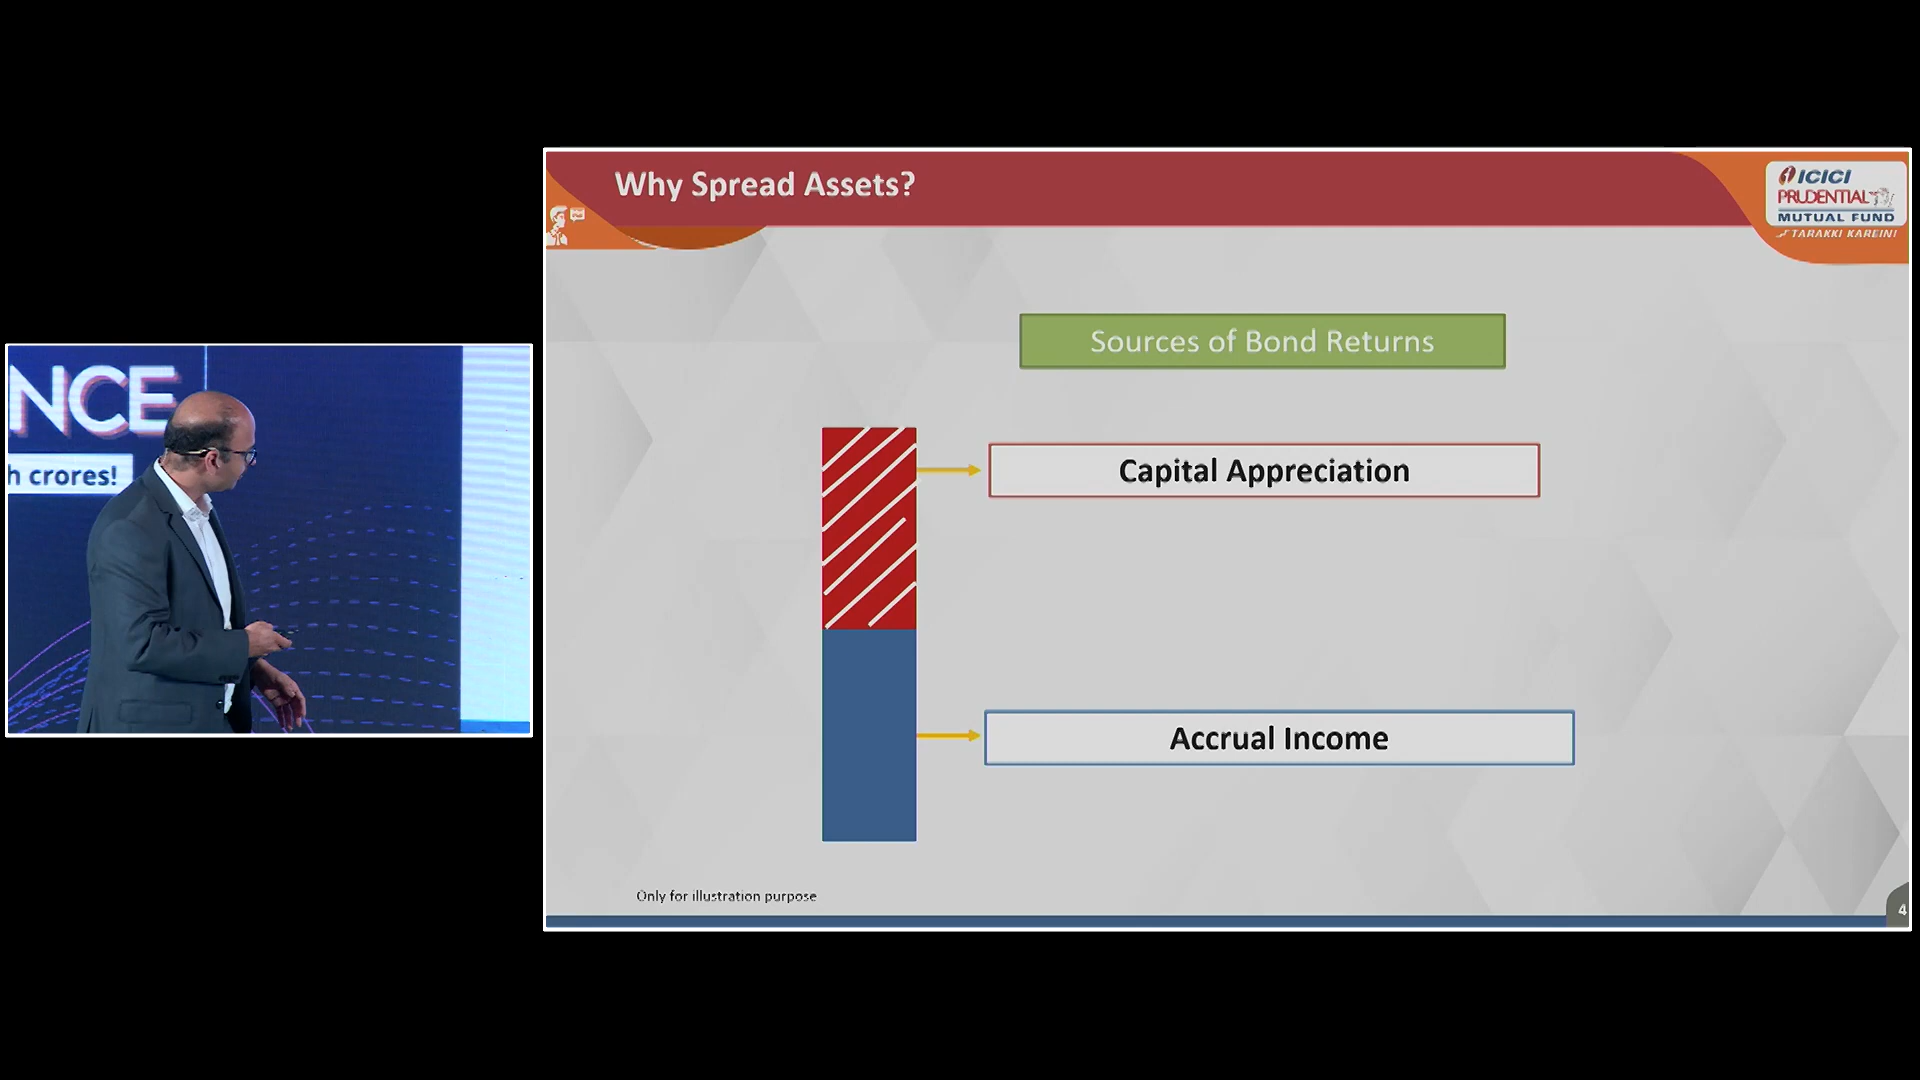 NCE
h crores!
Why Spread Assets?
ICICI
PRUDENTIAL
MUTUAL FUND
TARAKKI KAREIN!
Sources of Bond Returns
Capital Appreciation
Accrual Income
Only for illustration purpose
4